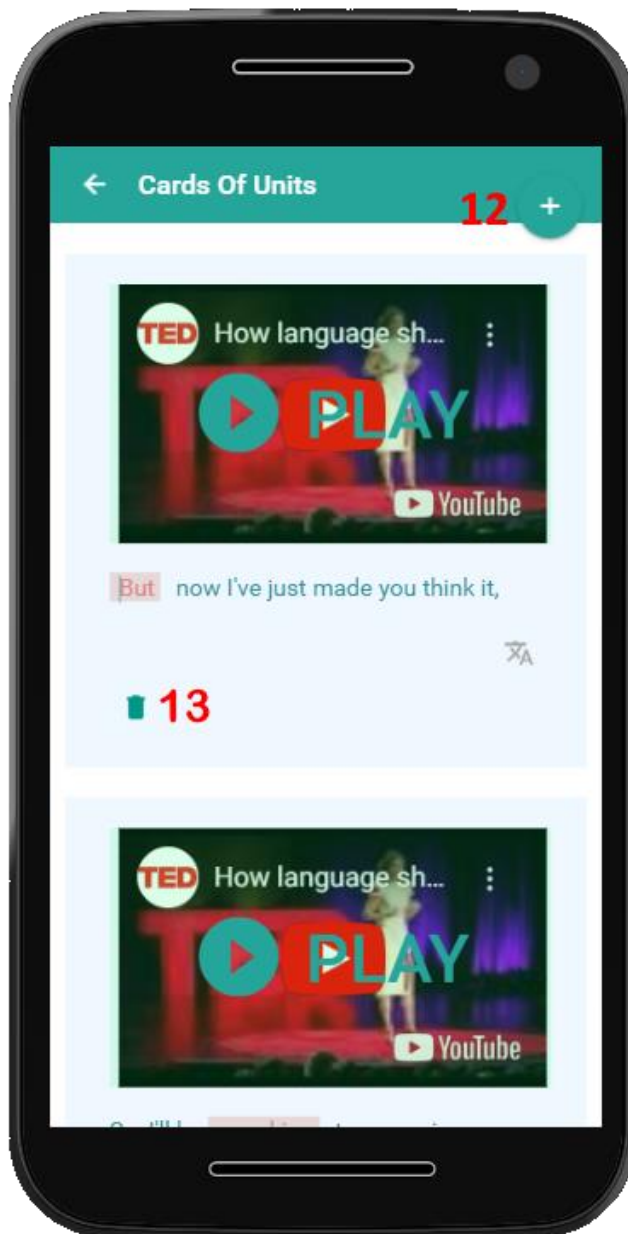 Cards Of Units
12 +
TED How language sh...
PLAY
YouTube
But now I've just made you think it,
13
TED How language sh...
PLAY
YouTube